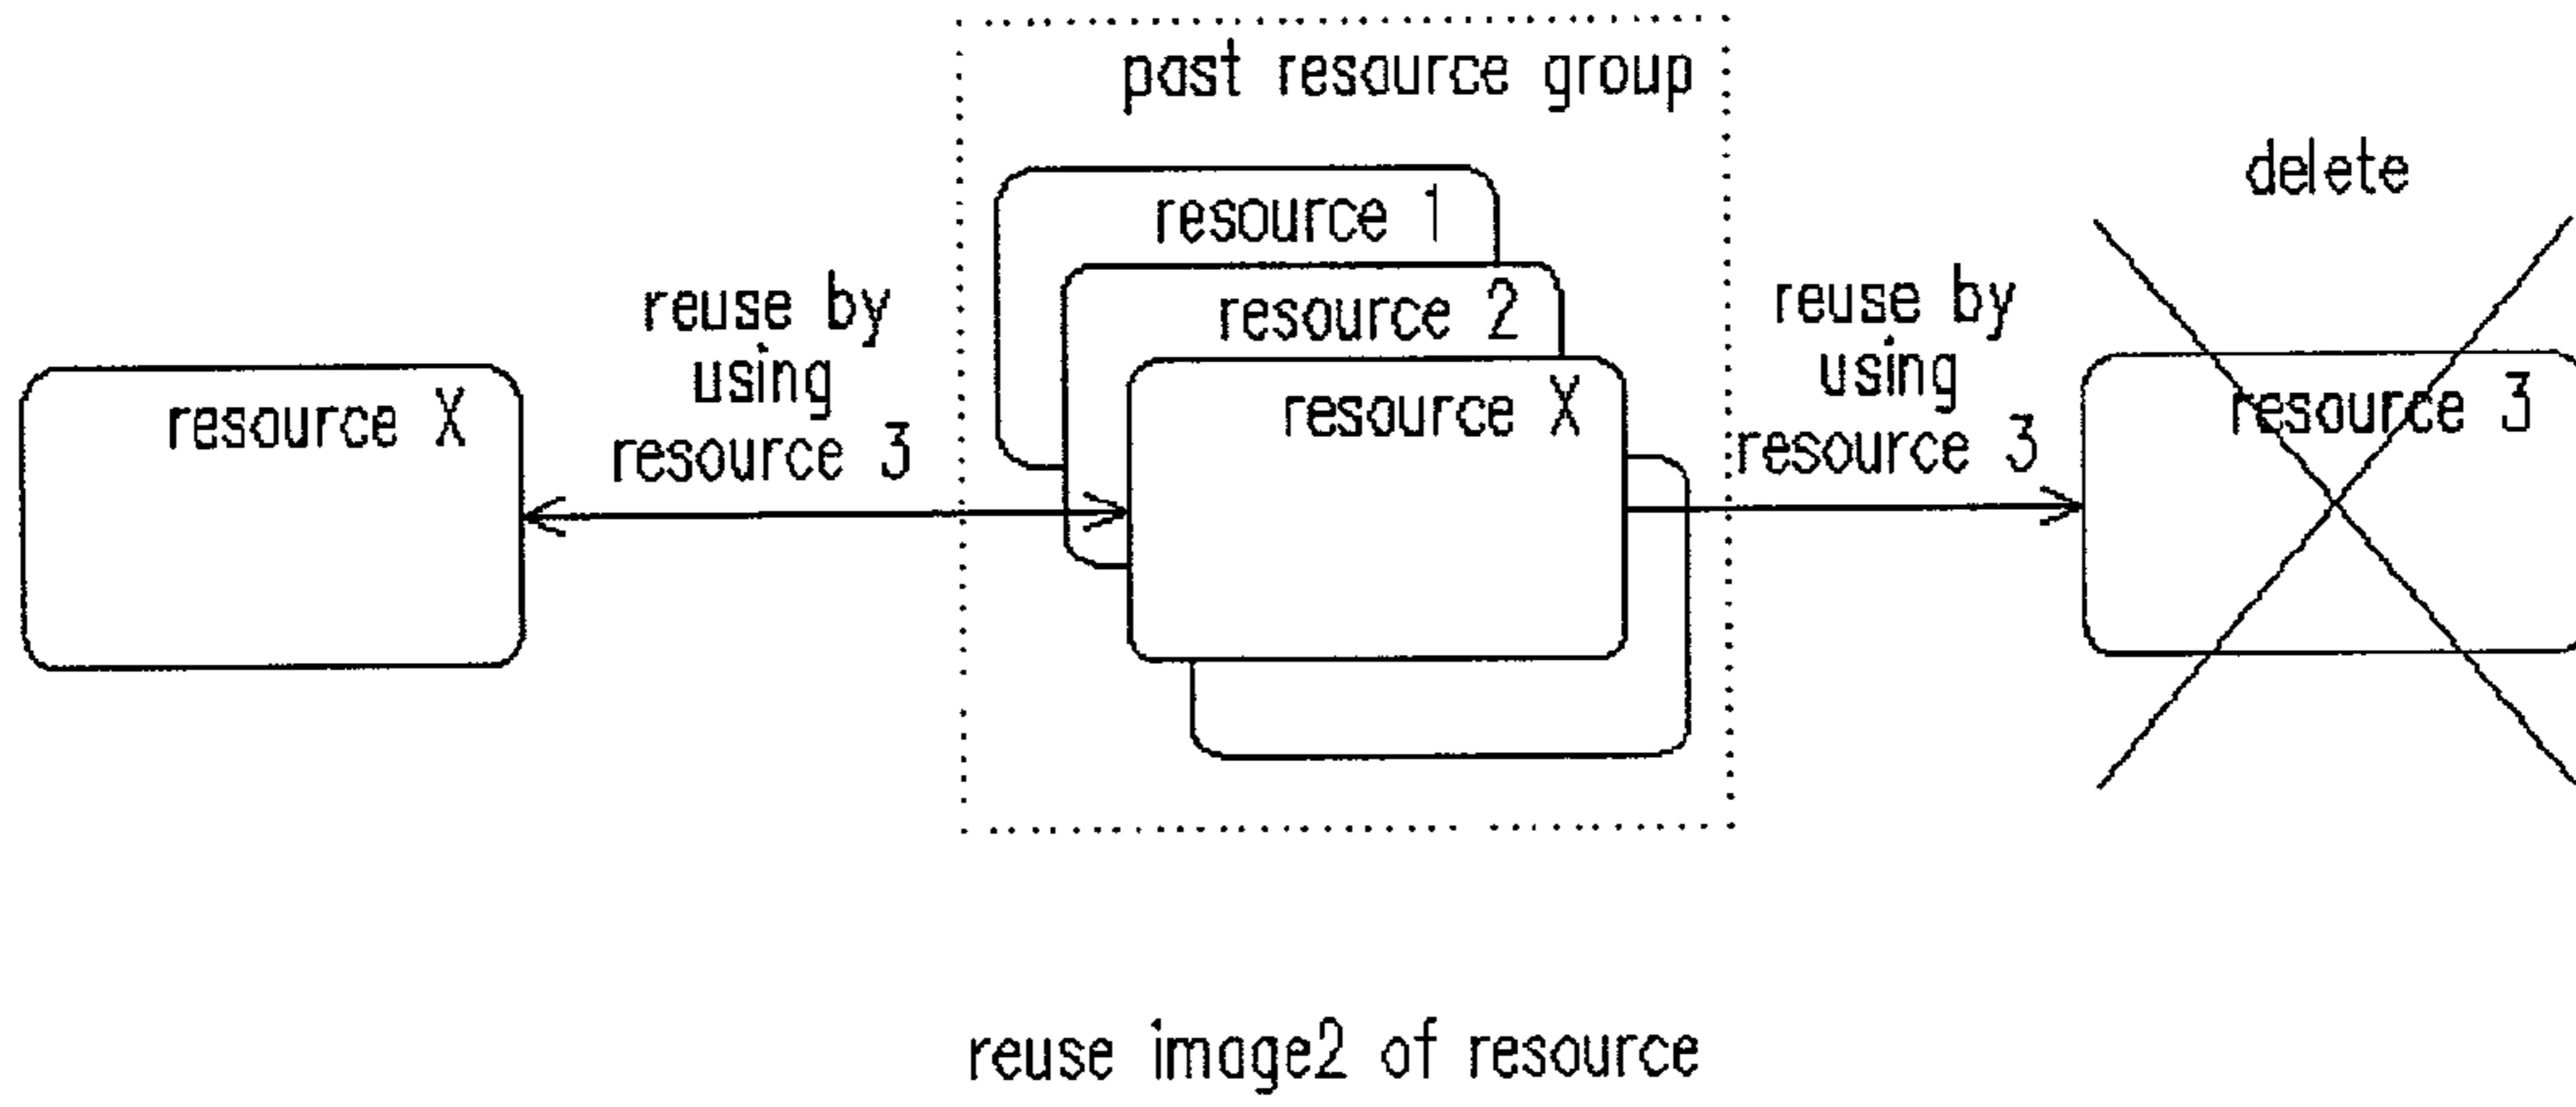 past resource group
delete
resource 1
reuse by
using
resource 3
resource 2
reuse by
using
resource 3
resource X
resource X
resource 3
reuse image2 of resource